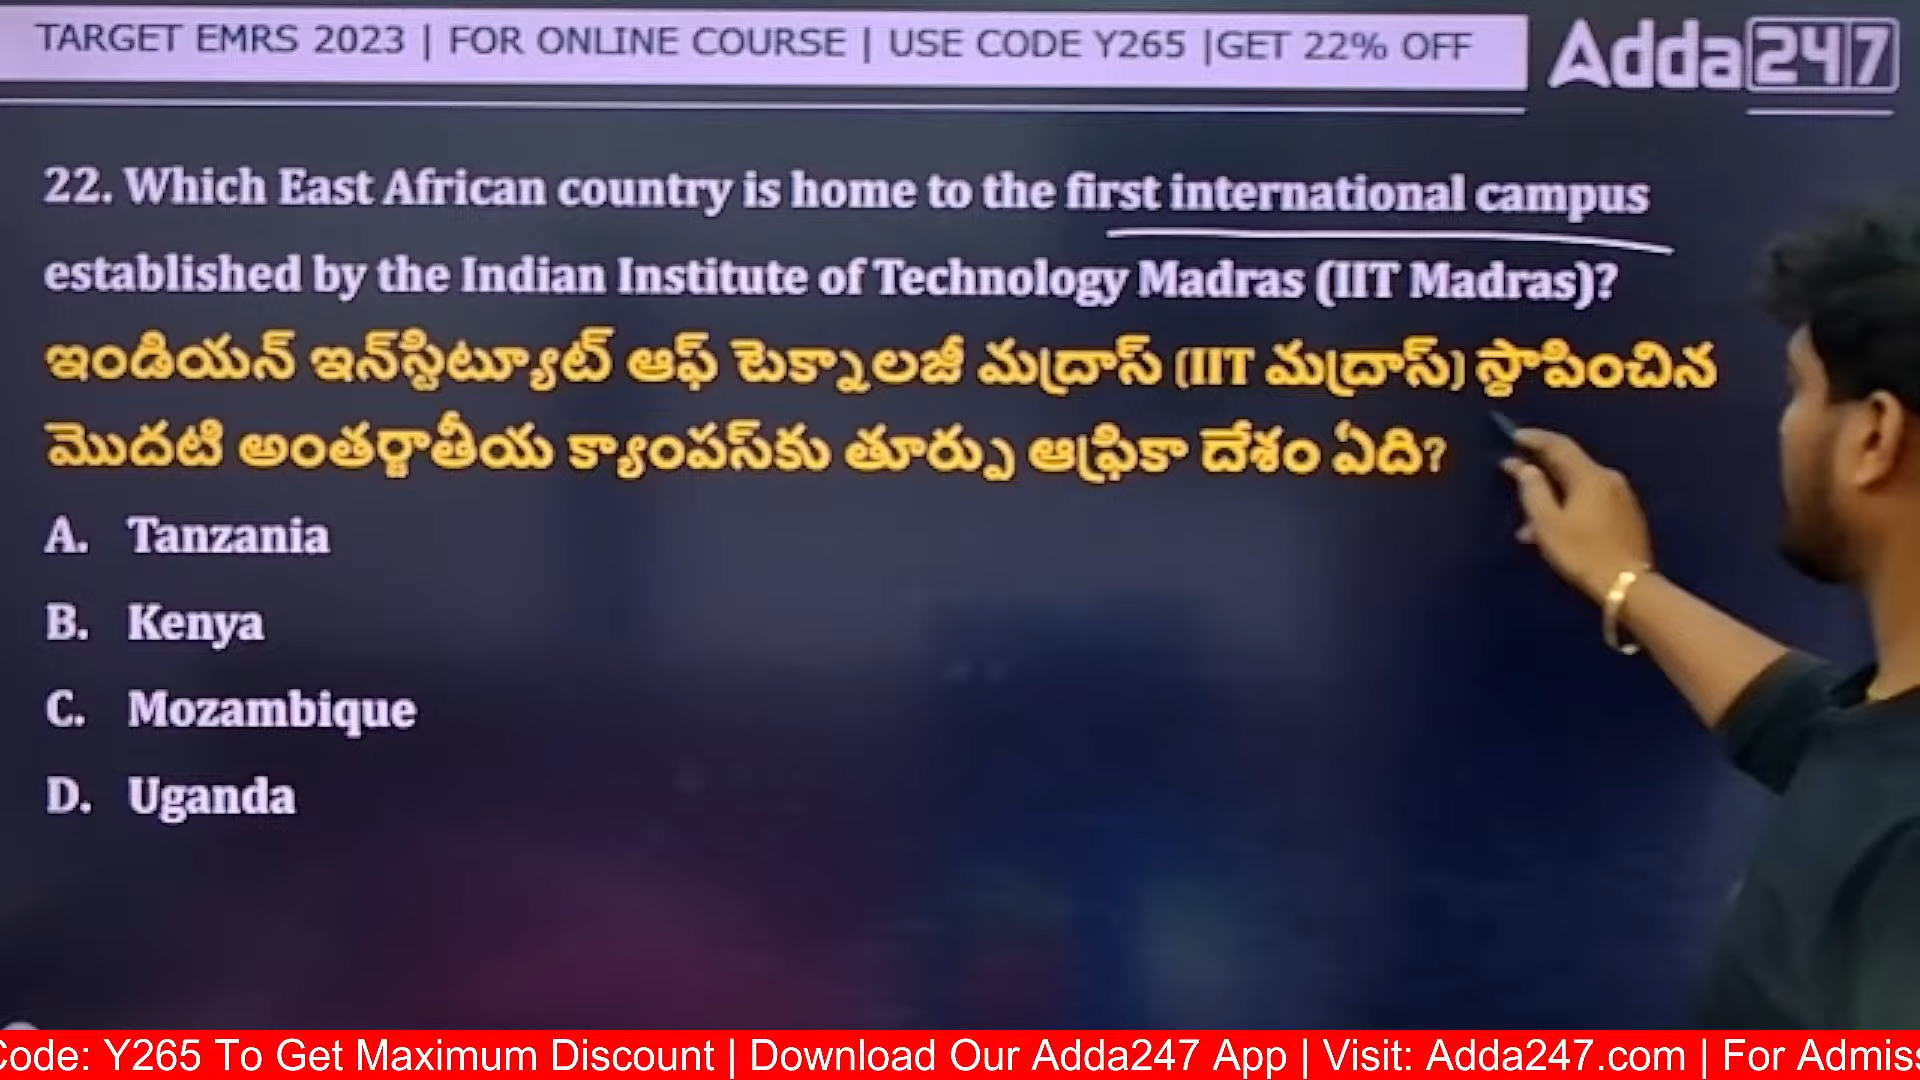 TARGET EMRS 2023 | FOR ONLINE COURSE | USE CODE Y265 |GET 22% OFF
Adda247
22. Which East African country is home to the first international campus
established by the Indian Institute of Technology Madras (IIT Madras)?
ఇండియన్ ఇన్‌స్టిట్యూట్ ఆఫ్ టెక్నాలజీ మద్రాస్ (IIT మద్రాస్) స్థాపించిన
మొదటి అంతర్జాతీయ క్యాంపస్‌కు తూర్పు ఆఫ్రికా దేశం ఏది?
A. Tanzania
B. Kenya
C. Mozambique
D. Uganda
Code: Y265 To Get Maximum Discount | Download Our Adda247 App | Visit: Adda247.com | For Admiss